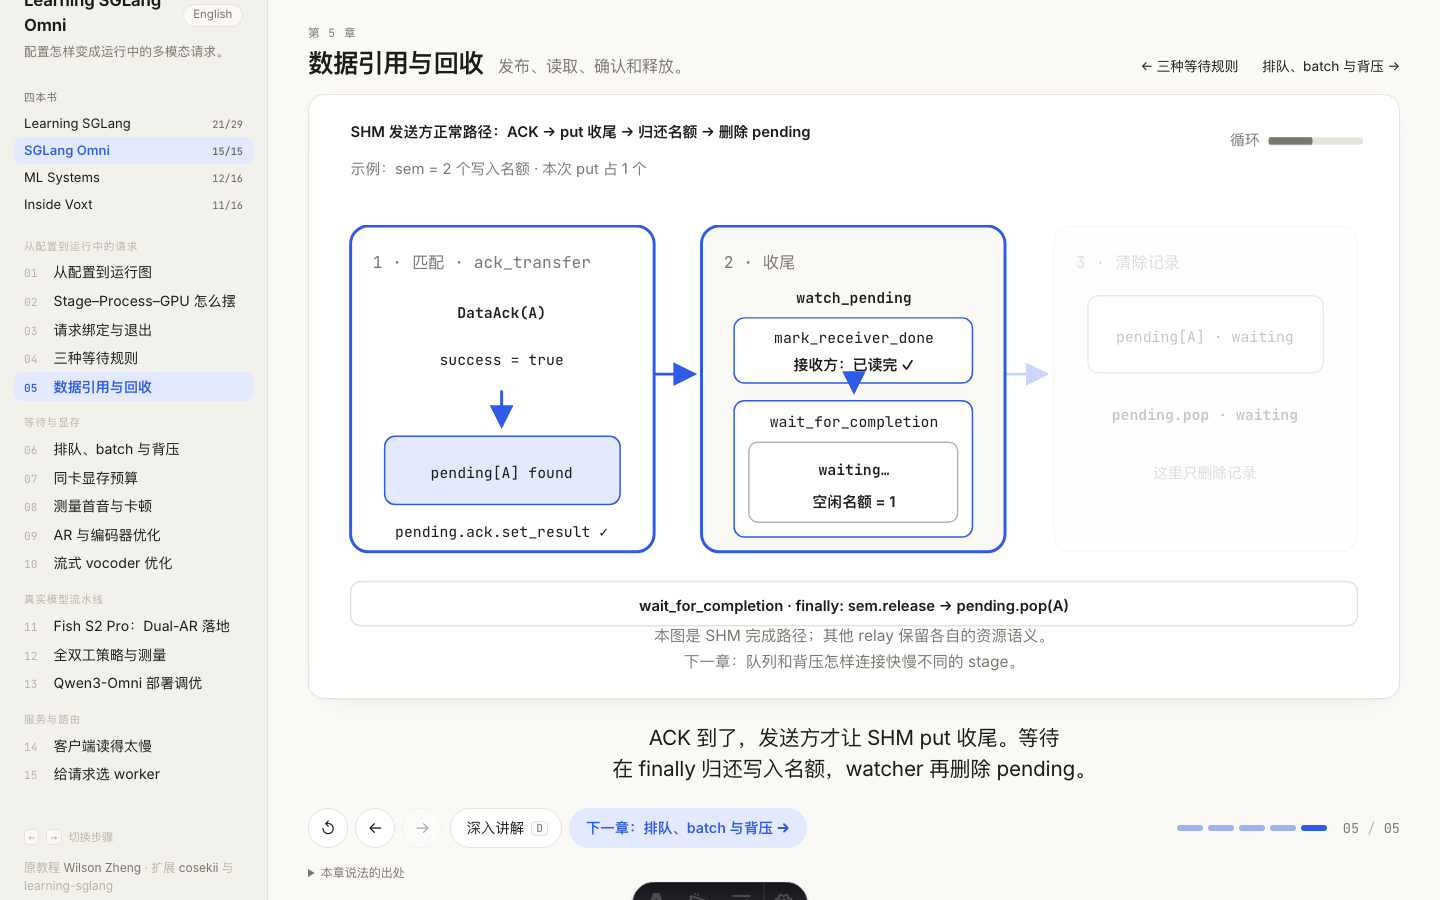 Learning SGLang
Omni
English
配置怎样变成运行中的多模态请求。
四本书
Learning SGLang 21/29
SGLang Omni 15/15
ML Systems 12/16
Inside Voxt 11/16
从配置到运行中的请求
01 从配置到运行图
02 Stage–Process–GPU 怎么摆
03 请求绑定与退出
04 三种等待规则
05 数据引用与回收
等待与显存
06 排队、batch 与背压
07 同卡显存预算
08 测量首音与卡顿
09 AR 与编码器优化
10 流式 vocoder 优化
真实模型流水线
11 Fish S2 Pro：Dual-AR 落地
12 全双工策略与测量
13 Qwen3-Omni 部署调优
服务与路由
14 客户端读得太慢
15 给请求选 worker
← → 切换步骤
原教程 Wilson Zheng · 扩展 cosekii 与
learning-sglang
第 5 章
数据引用与回收 发布、读取、确认和释放。
← 三种等待规则 排队、batch 与背压 →
SHM 发送方正常路径：ACK → put 收尾 → 归还名额 → 删除 pending
循环
示例：sem = 2 个写入名额 · 本次 put 占 1 个
1 · 匹配 · ack_transfer
DataAck(A)
success = true
pending[A] found
pending.ack.set_result ✓
2 · 收尾
watch_pending
mark_receiver_done
接收方：已读完 ✓
wait_for_completion
waiting…
空闲名额 = 1
3 · 清除记录
pending[A] · waiting
pending.pop · waiting
这里只删除记录
wait_for_completion · finally: sem.release → pending.pop(A)
本图是 SHM 完成路径；其他 relay 保留各自的资源语义。
下一章：队列和背压怎样连接快慢不同的 stage。
ACK 到了，发送方才让 SHM put 收尾。等待
在 finally 归还写入名额，watcher 再删除 pending。
深入讲解 D
下一章：排队、batch 与背压 →
05 / 05
▶ 本章说法的出处